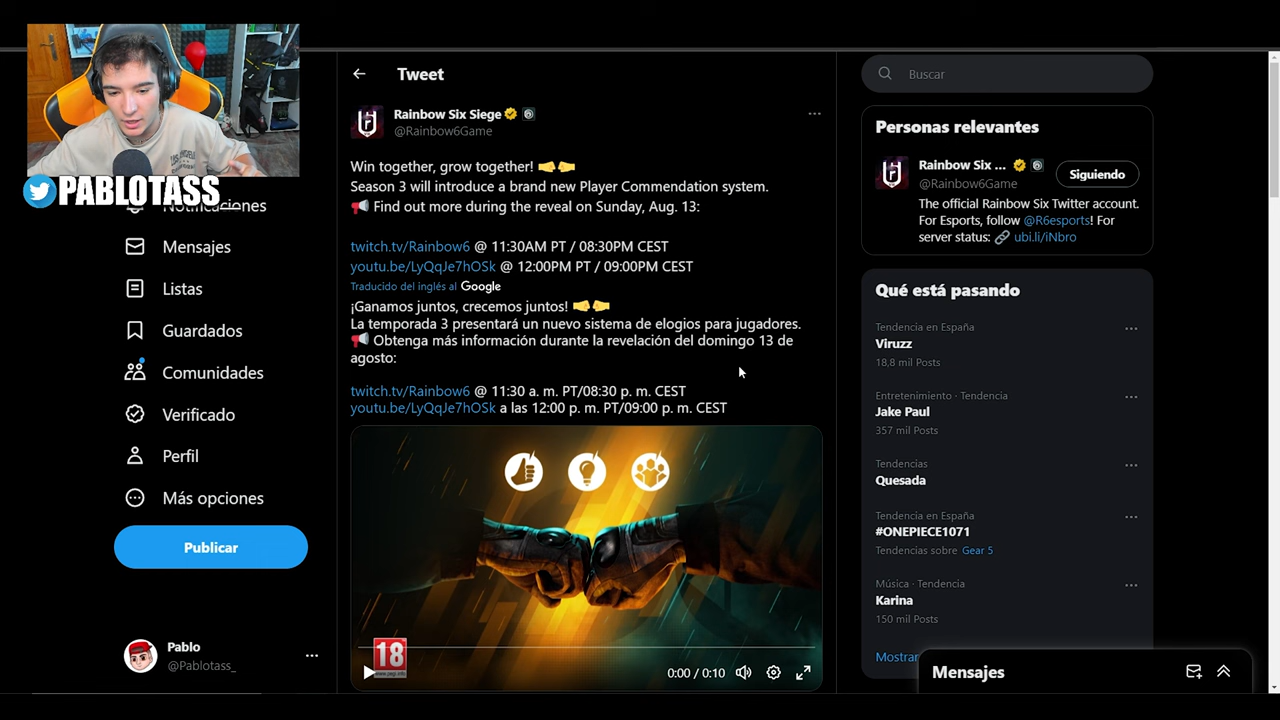 PABLOTASS
Notificaciones
Mensajes
Listas
Guardados
Comunidades
Verificado
Perfil
Más opciones
Publicar
Pablo
@Pablotass_
Tweet
Rainbow Six Siege
@Rainbow6Game
Win together, grow together! 🤜🤛
Season 3 will introduce a brand new Player Commendation system.
📢 Find out more during the reveal on Sunday, Aug. 13:
twitch.tv/Rainbow6 @ 11:30AM PT / 08:30PM CEST
youtu.be/LyQqJe7hOSk @ 12:00PM PT / 09:00PM CEST
Traducido del inglés al Google
¡Ganamos juntos, crecemos juntos! 🤜🤛
La temporada 3 presentará un nuevo sistema de elogios para jugadores.
📢 Obtenga más información durante la revelación del domingo 13 de
agosto:
twitch.tv/Rainbow6 @ 11:30 a. m. PT/08:30 p. m. CEST
youtu.be/LyQqJe7hOSk a las 12:00 p. m. PT/09:00 p. m. CEST
18
www.pegi.info
0:00 / 0:10
Buscar
Personas relevantes
Rainbow Six ...
@Rainbow6Game
Siguiendo
The official Rainbow Six Twitter account.
For Esports, follow @R6esports! For
server status: 🔗 ubi.li/iNbro
Qué está pasando
Tendencia en España
Viruzz
18,8 mil Posts
Entretenimiento · Tendencia
Jake Paul
357 mil Posts
Tendencias
Quesada
Tendencia en España
#ONEPIECE1071
Tendencias sobre Gear 5
Música · Tendencia
Karina
150 mil Posts
Mostrar
Mensajes